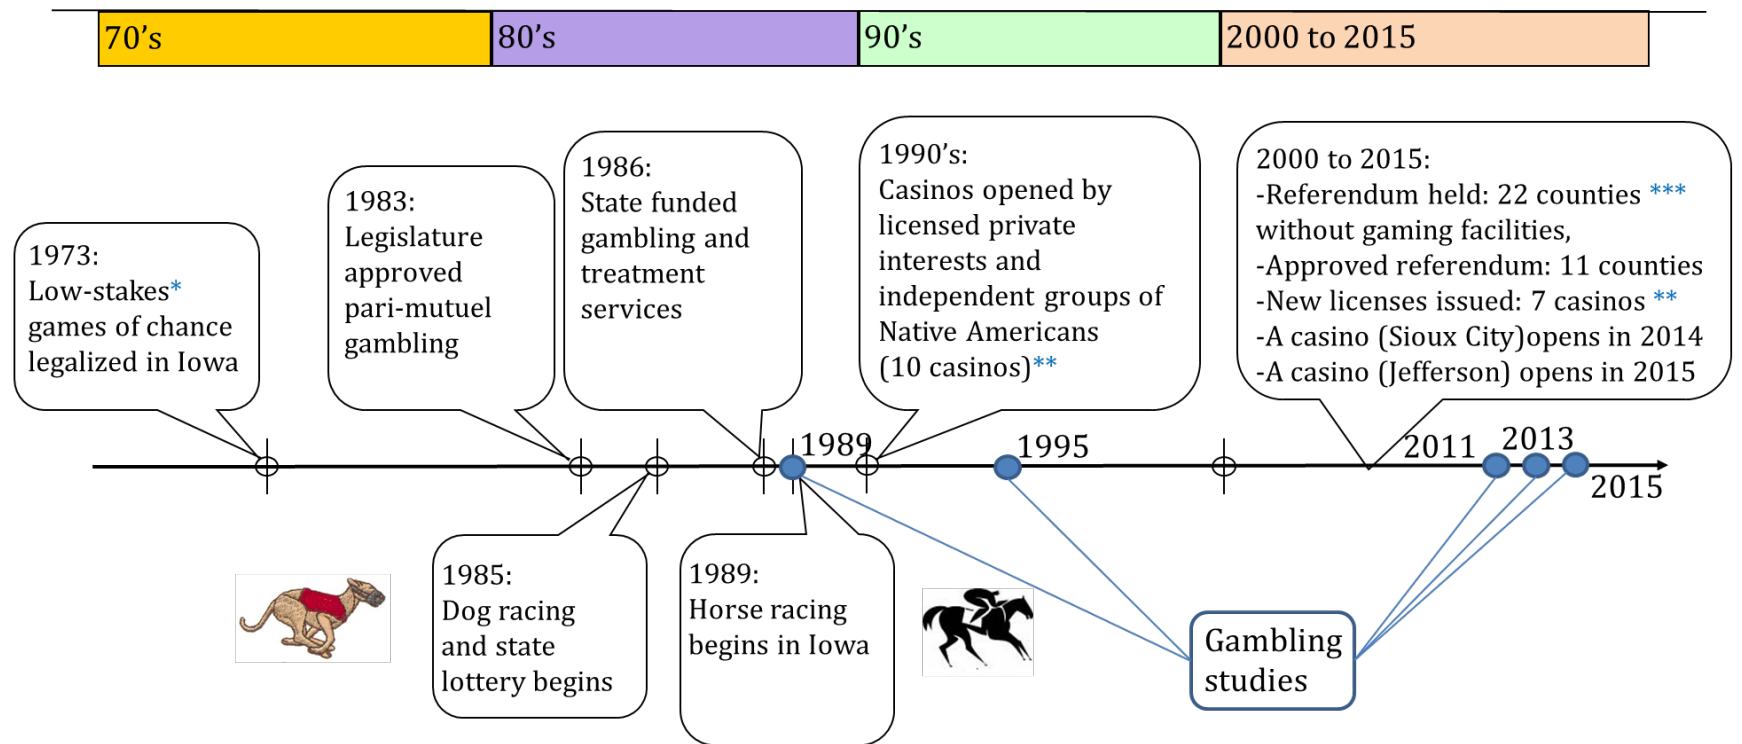 70's
80's
90's
2000 to 2015
1973:
Low-stakes*
games of chance
legalized in Iowa
1983:
Legislature
approved
pari-mutuel
gambling
1986:
State funded
gambling and
treatment
services
1990's:
Casinos opened by
licensed private
interests and
independent groups of
Native Americans
(10 casinos)**
2000 to 2015:
-Referendum held: 22 counties ***
without gaming facilities,
-Approved referendum: 11 counties
-New licenses issued: 7 casinos **
-A casino (Sioux City)opens in 2014
-A casino (Jefferson) opens in 2015
1989
1995
2011
2013
2015
1985:
Dog racing
and state
lottery begins
1989:
Horse racing
begins in Iowa
Gambling
studies